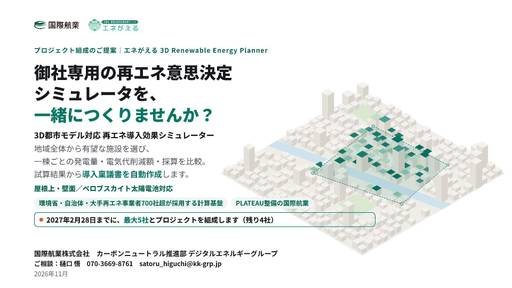 国際航業
エネがえる
プロジェクト組成のご提案｜エネがえる 3D Renewable Energy Planner
御社専用の再エネ意思決定
シミュレータを、
一緒につくりませんか？
3D都市モデル対応 再エネ導入効果シミュレーター
地域全体から有望な施設を選び、
一棟ごとの発電量・電気代削減額・採算を比較。
試算結果から導入稟議書を自動作成します。
屋根上・壁面／ペロブスカイト太陽電池対応
環境省・自治体・大手再エネ事業者等700社超が採用する計算基盤
PLATEAU整備の国際航業
2027年2月28日までに、最大5社とプロジェクトを組成します（残り4社）
国際航業株式会社　カーボンニュートラル推進部 デジタルエネルギーグループ
ご相談：樋口 悟　070-3669-8761　satoru_higuchi@kk-grp.jp
2026年11月